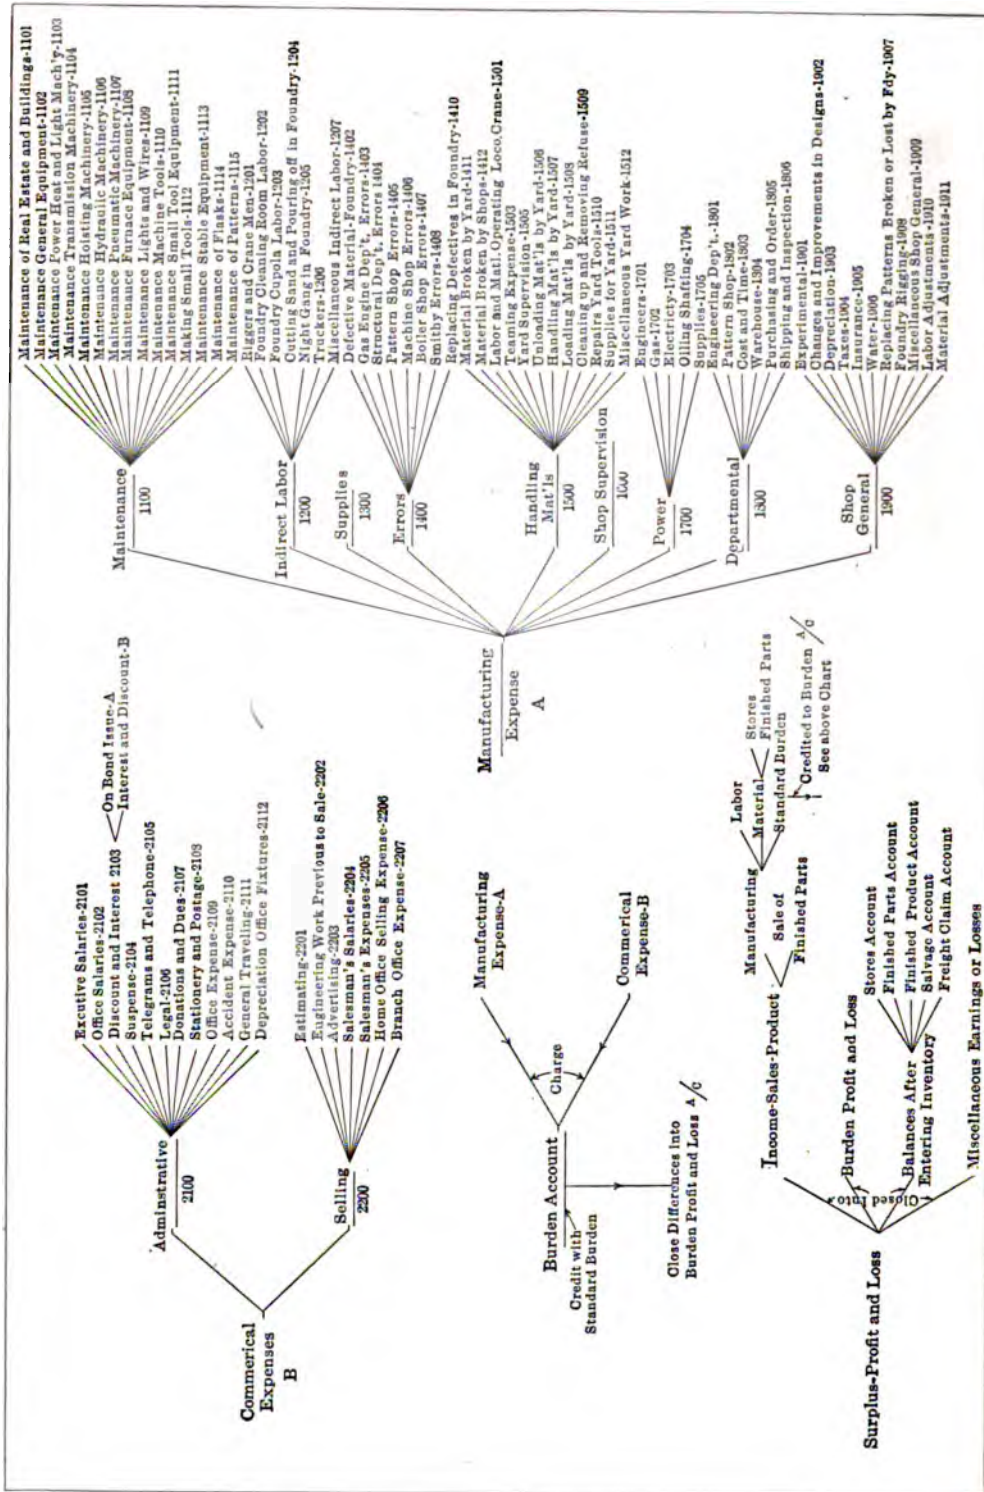 Commerical
Expenses
B
Adminstrative
2100
Excutive Salaries-2101
Office Salaries-2102
Discount and Interest 2103
On Bond Issue-A
Interest and Discount-B
Suspense-2104
Telegrams and Telephone-2105
Legal-2106
Donations and Dues-2107
Stationery and Postage-2108
Office Expense-2109
Accident Expense-2110
General Traveling-2111
Depreciation Office Fixtures-2112
Selling
2200
Estimating-2201
Engineering Work Previous to Sale-2202
Advertising-2203
Salesman's Salaries-2204
Salesman's Expenses-2205
Home Office Selling Expense-2206
Branch Office Expense-2207
Burden Account
Credit with
Standard Burden
Charge
Manufacturing
Expense-A
Commerical
Expense-B
Close Differences into
Burden Profit and Loss A/C
Surplus-Profit and Loss
Closed Into
Income-Sales-Product
Manufacturing
Labor
Material
Stores
Finished Parts
Standard Burden
Credited to Burden A/C
See above Chart
Sale of
Finished Parts
Burden Profit and Loss
Balances After
Entering Inventory
Stores Account
Finished Parts Account
Finished Product Account
Salvage Account
Freight Claim Account
Miscellaneous Earnings or Losses
Manufacturing
Expense
A
Maintenance
1100
Maintenance of Real Estate and Buildings-1101
Maintenance General Equipment-1102
Maintenance Power Heat and Light Mach'y-1103
Maintenance Transmission Machinery-1104
Maintenance Hoisting Machinery-1105
Maintenance Hydraulic Machinery-1106
Maintenance Pneumatic Machinery-1107
Maintenance Furnace Equipment-1108
Maintenance Lights and Wires-1109
Maintenance Machine Tools-1110
Maintenance Small Tool Equipment-1111
Making Small Tools-1112
Maintenance Stable Equipment-1113
Maintenance of Flasks-1114
Maintenance of Patterns-1115
Indirect Labor
1200
Riggers and Crane Men-1201
Foundry Cleaning Room Labor-1202
Foundry Cupola Labor-1203
Cutting Sand and Pouring off in Foundry-1204
Night Gang in Foundry-1205
Truckers-1206
Miscellaneous Indirect Labor-1207
Supplies
1300
Errors
1400
Defective Material-Foundry-1402
Gas Engine Dep't. Errors-1403
Structural Dep't. Errors 1404
Pattern Shop Errors-1405
Machine Shop Errors-1406
Boiler Shop Errors-1407
Smithy Errors-1408
Replacing Defectives in Foundry-1410
Material Broken by Yard-1411
Material Broken by Shops-1412
Handling
Mat'ls
1500
Labor and Matl. Operating Loco. Crane-1501
Teaming Expense-1503
Yard Supervision-1505
Unloading Mat'ls by Yard-1506
Handling Mat'ls by Yard-1507
Loading Mat'ls by Yard-1508
Cleaning up and Removing Refuse-1509
Repairs Yard Tools-1510
Supplies for Yard-1511
Miscellaneous Yard Work-1512
Shop Supervision
1600
Power
1700
Engineers-1701
Gas-1702
Electricity-1703
Oiling Shafting-1704
Supplies-1705
Departmental
1800
Engineering Dep't.-1801
Pattern Shop-1802
Cost and Time-1803
Warehouse-1804
Purchasing and Order-1805
Shipping and Inspection-1806
Shop
General
1900
Experimental-1901
Changes and Improvements in Designs-1902
Depreciation-1903
Taxes-1904
Insurance-1905
Water-1906
Replacing Patterns Broken or Lost by Fdy-1907
Foundry Rigging-1908
Miscellaneous Shop General-1909
Labor Adjustments-1910
Material Adjustments-1911